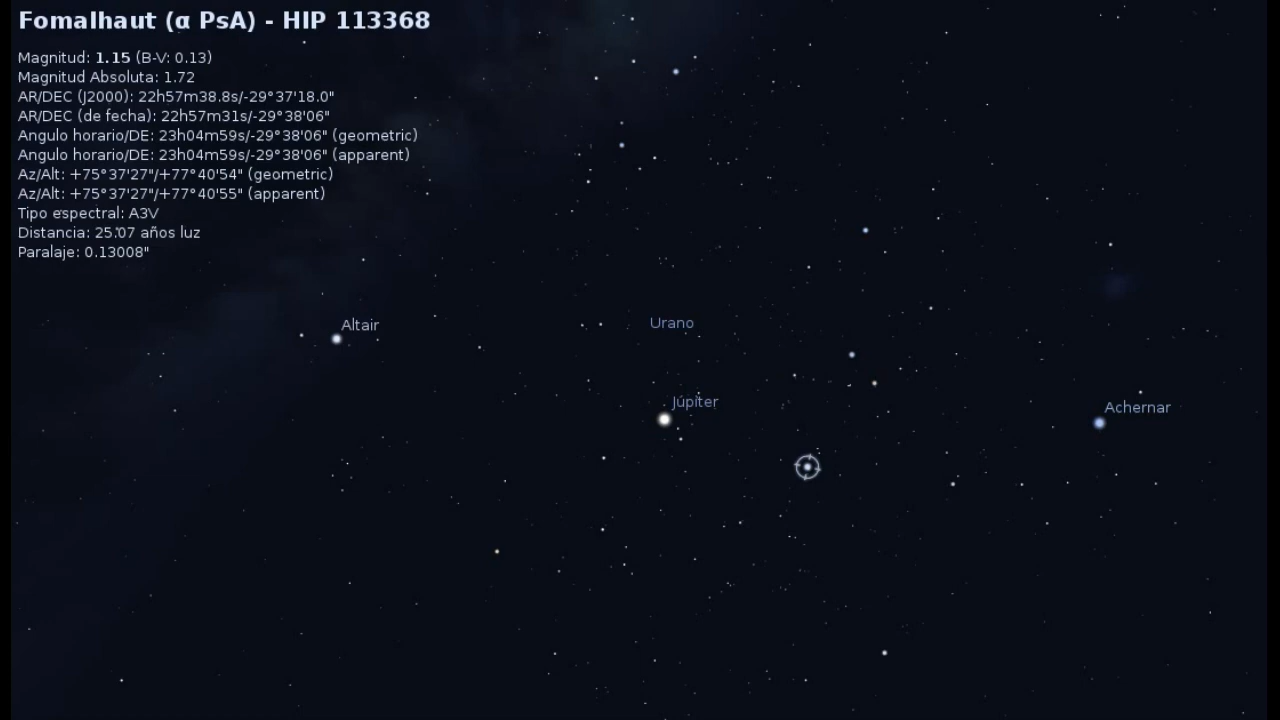 Fomalhaut (α PsA) - HIP 113368
Magnitud: 1.15 (B-V: 0.13)
Magnitud Absoluta: 1.72
AR/DEC (J2000): 22h57m38.8s/-29°37'18.0"
AR/DEC (de fecha): 22h57m31s/-29°38'06"
Angulo horario/DE: 23h04m59s/-29°38'06" (geometric)
Angulo horario/DE: 23h04m59s/-29°38'06" (apparent)
Az/Alt: +75°37'27"/+77°40'54" (geometric)
Az/Alt: +75°37'27"/+77°40'55" (apparent)
Tipo espectral: A3V
Distancia: 25.07 años luz
Paralaje: 0.13008"
Urano
Altair
Júpiter
Achernar